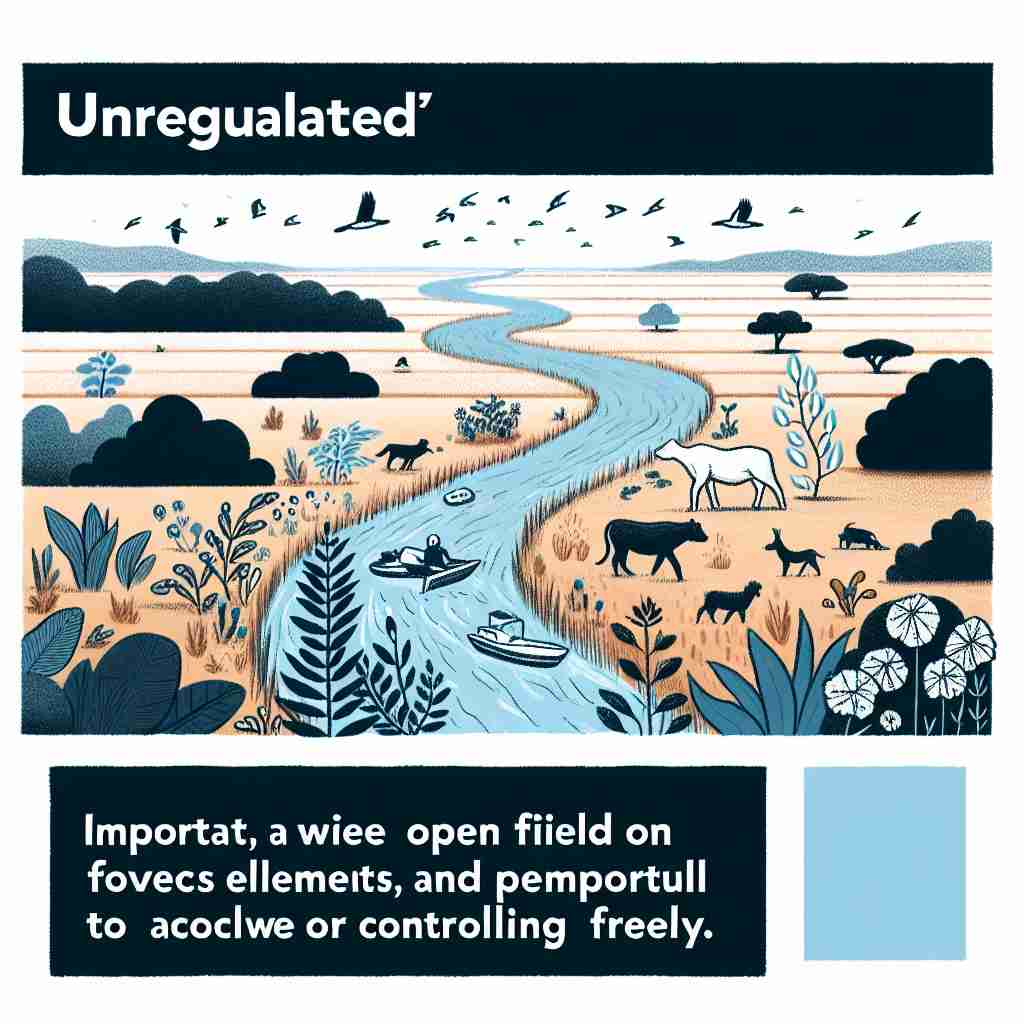 Unregualated’
Importat, a wiee open fiield on
fovecs ellemeits, and pemportull
to acoclwe or controlling freely.